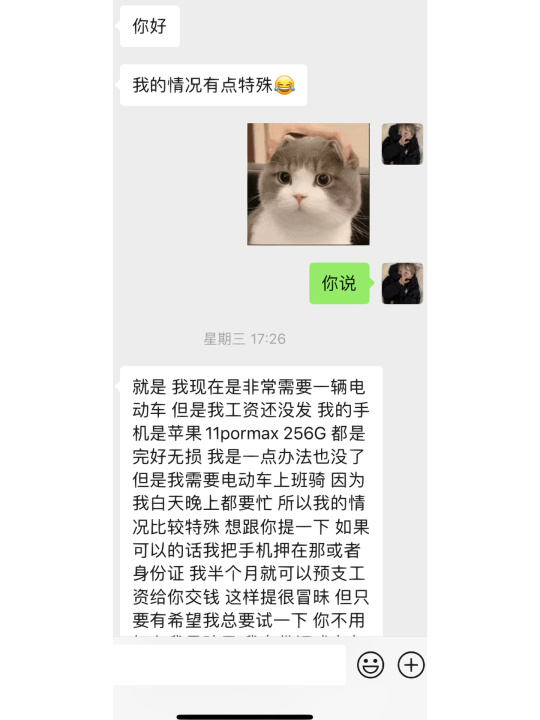 你好
我的情况有点特殊😂
你说
星期三 17:26
就是 我现在是非常需要一辆电
动车 但是我工资还没发 我的手
机是苹果11pormax 256G 都是
完好无损 我是一点办法也没了
但是我需要电动车上班骑 因为
我白天晚上都要忙 所以我的情
况比较特殊 想跟你提一下 如果
可以的话我把手机押在那或者
身份证 我半个月就可以预支工
资给你交钱 这样提很冒昧 但只
要有希望我总要试一下 你不用